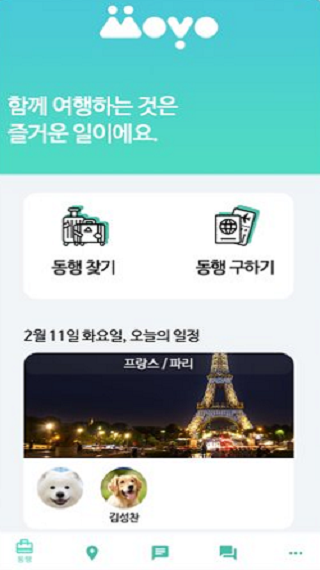 Moyo
함께 여행하는 것은
즐거운 일이에요.
동행 찾기
동행 구하기
2월 11일 화요일, 오늘의 일정
프랑스 / 파리
김성찬
동행